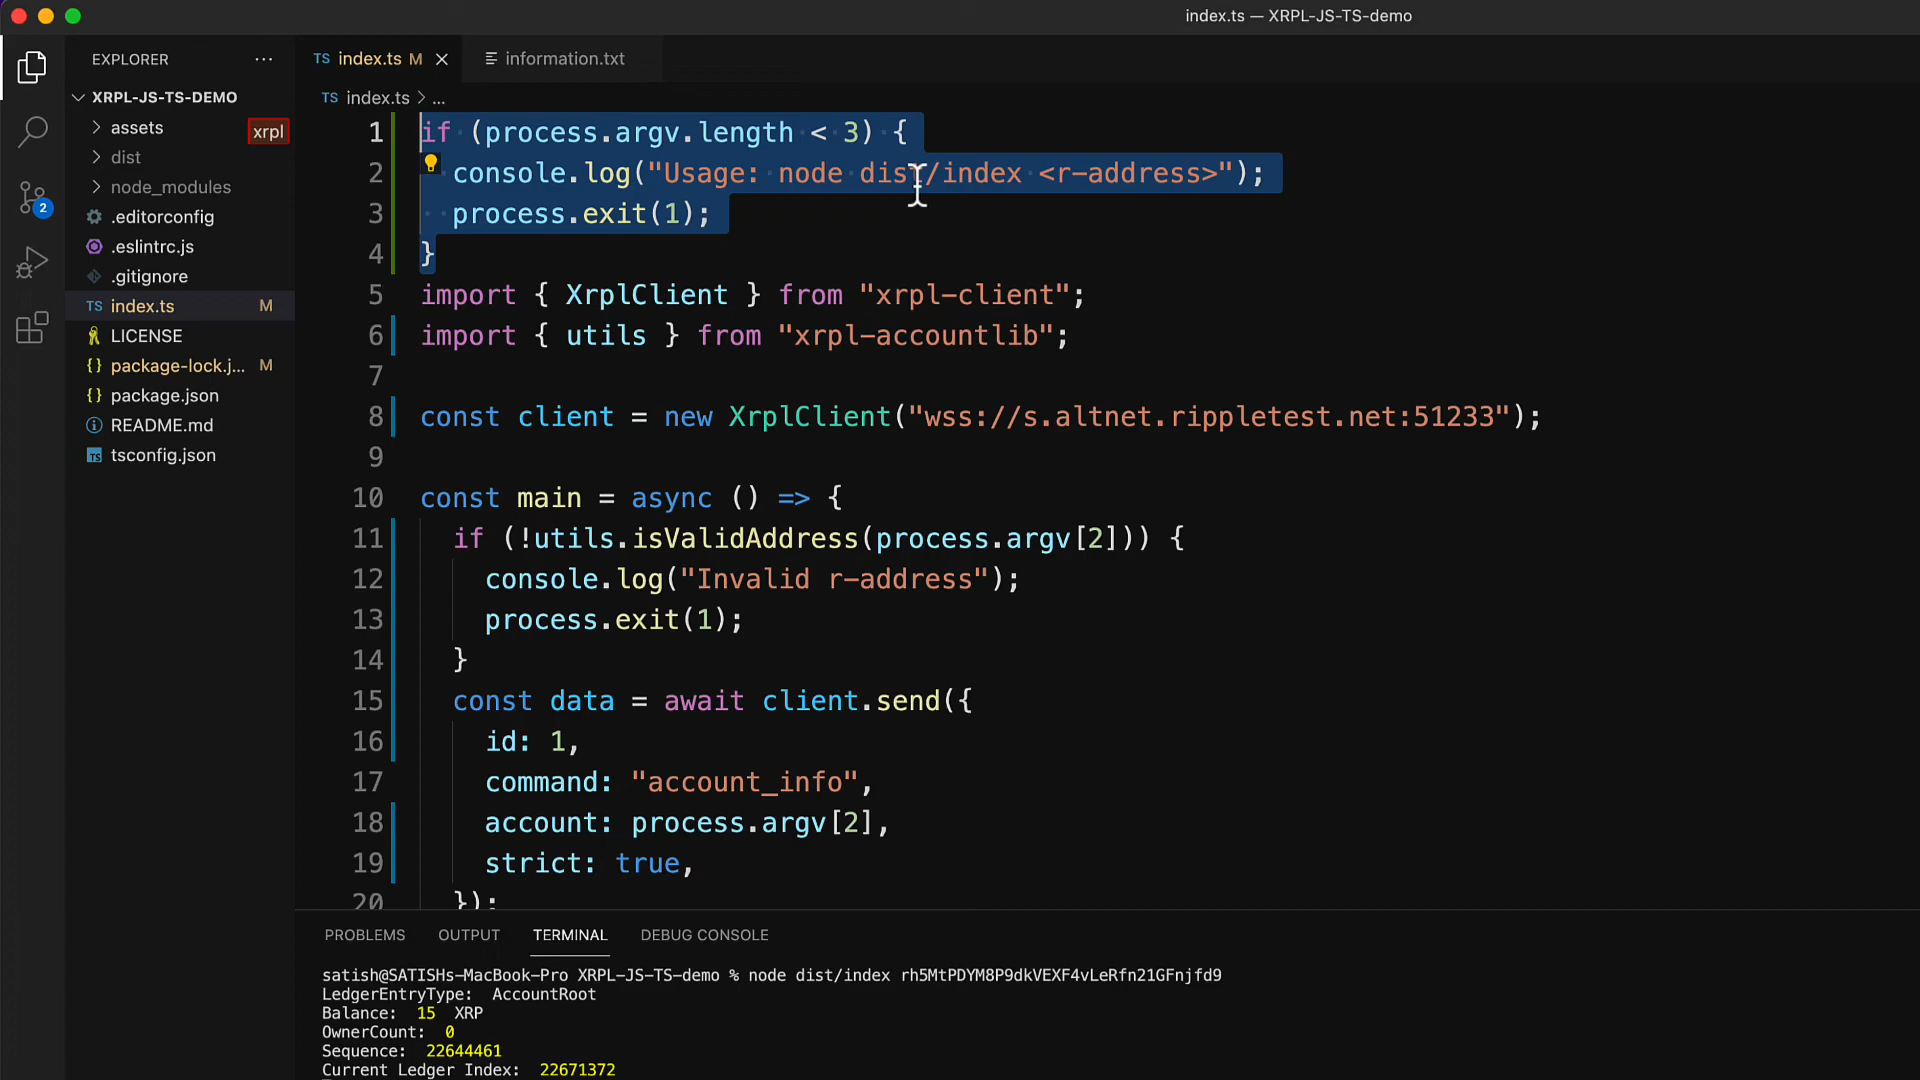 index.ts — XRPL-JS-TS-demo
EXPLORER ...
XRPL-JS-TS-DEMO
assets
xrpl
dist
node_modules
.editorconfig
.eslintrc.js
.gitignore
TS index.ts M
LICENSE
{} package-lock.j... M
{} package.json
README.md
TS tsconfig.json
2
TS index.ts M
information.txt
TS index.ts > ...
1 if (process.argv.length < 3) {
2 console.log("Usage: node dist/index <r-address>");
3 process.exit(1);
4 }
5 import { XrplClient } from "xrpl-client";
6 import { utils } from "xrpl-accountlib";
7
8 const client = new XrplClient("wss://s.altnet.rippletest.net:51233");
9
10 const main = async () => {
11 if (!utils.isValidAddress(process.argv[2])) {
12 console.log("Invalid r-address");
13 process.exit(1);
14 }
15 const data = await client.send({
16 id: 1,
17 command: "account_info",
18 account: process.argv[2],
19 strict: true,
20 });
PROBLEMS OUTPUT TERMINAL DEBUG CONSOLE
satish@SATISHs-MacBook-Pro XRPL-JS-TS-demo % node dist/index rh5MtPDYM8P9dkVEXF4vLeRfn21GFnjfd9
LedgerEntryType: AccountRoot
Balance: 15 XRP
OwnerCount: 0
Sequence: 22644461
Current Ledger Index: 22671372